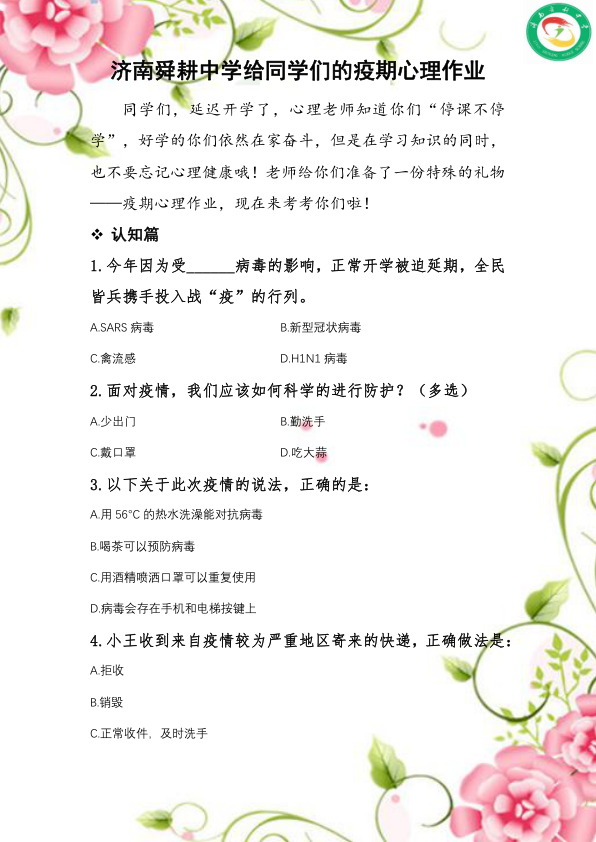 济南舜耕中学给同学们的疫期心理作业
同学们，延迟开学了，心理老师知道你们“停课不停
学”，好学的你们依然在家奋斗，但是在学习知识的同时，
也不要忘记心理健康哦！老师给你们准备了一份特殊的礼物
——疫期心理作业，现在来考考你们啦！
❖ 认知篇
1.今年因为受______病毒的影响，正常开学被迫延期，全民
皆兵携手投入战“疫”的行列。
A.SARS 病毒 B.新型冠状病毒
C.禽流感 D.H1N1 病毒
2.面对疫情，我们应该如何科学的进行防护？（多选）
A.少出门 B.勤洗手
C.戴口罩 D.吃大蒜
3.以下关于此次疫情的说法，正确的是：
A.用 56°C 的热水洗澡能对抗病毒
B.喝茶可以预防病毒
C.用酒精喷洒口罩可以重复使用
D.病毒会存在手机和电梯按键上
4.小王收到来自疫情较为严重地区寄来的快递，正确做法是：
A.拒收
B.销毁
C.正常收件，及时洗手